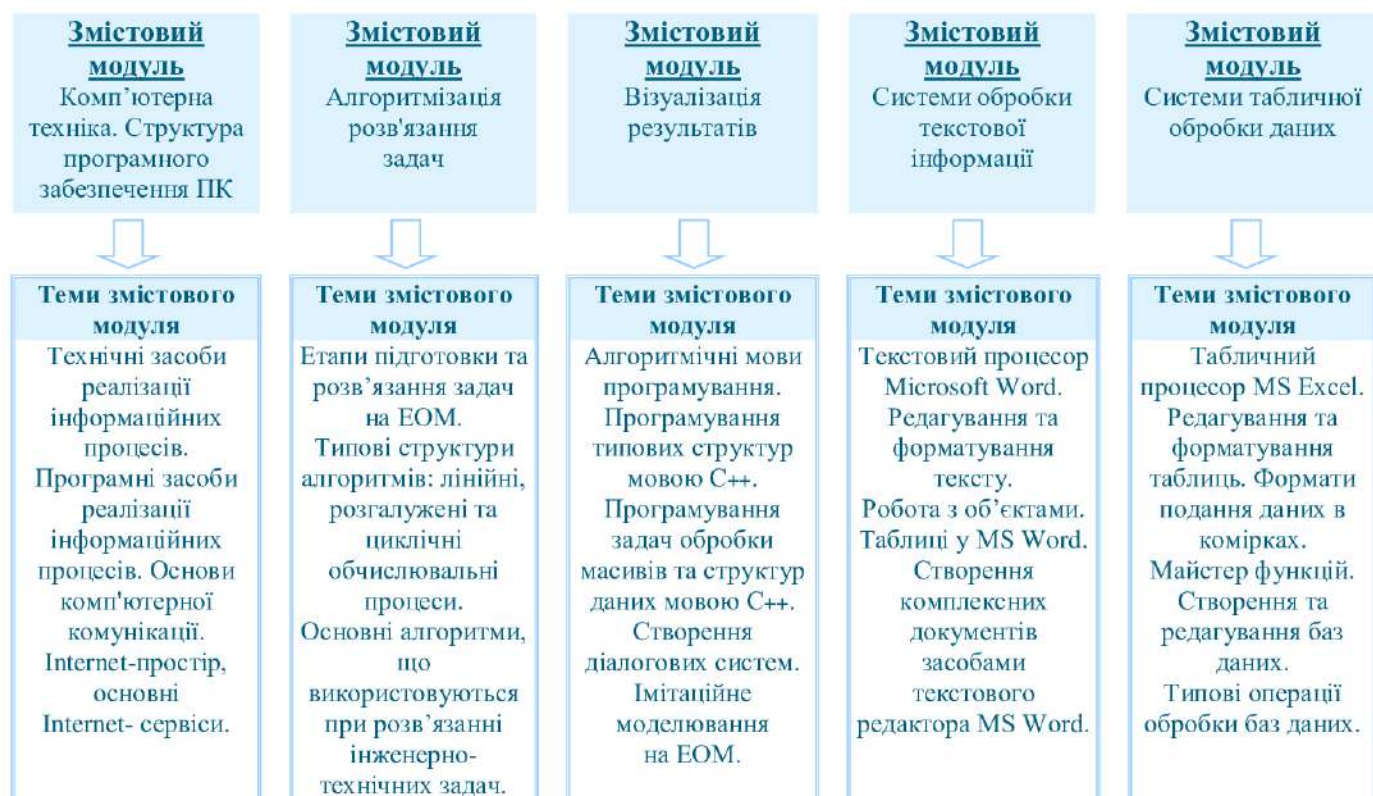 Змістовий
модуль
Комп’ютерна
техніка. Структура
програмного
забезпечення ПК
Змістовий
модуль
Алгоритмізація
розв'язання
задач
Змістовий
модуль
Візуалізація
результатів
Змістовий
модуль
Системи обробки
текстової
інформації
Змістовий
модуль
Системи табличної
обробки даних
Теми змістового
модуля
Технічні засоби
реалізації
інформаційних
процесів.
Програмні засоби
реалізації
інформаційних
процесів. Основи
комп'ютерної
комунікації.
Internet-простір,
основні
Internet- сервіси.
Теми змістового
модуля
Етапи підготовки та
розв’язання задач
на ЕОМ.
Типові структури
алгоритмів: лінійні,
розгалужені та
циклічні
обчислювальні
процеси.
Основні алгоритми,
що
використовуються
при розв’язанні
інженерно-
технічних задач.
Теми змістового
модуля
Алгоритмічні мови
програмування.
Програмування
типових структур
мовою С++.
Програмування
задач обробки
масивів та структур
даних мовою С++.
Створення
діалогових систем.
Імітаційне
моделювання
на ЕОМ.
Теми змістового
модуля
Текстовий процесор
Microsoft Word.
Редагування та
форматування
тексту.
Робота з об’єктами.
Таблиці у MS Word.
Створення
комплексних
документів
засобами
текстового
редактора MS Word.
Теми змістового
модуля
Табличний
процесор MS Excel.
Редагування та
форматування
таблиць. Формати
подання даних в
комірках.
Майстер функцій.
Створення та
редагування баз
даних.
Типові операції
обробки баз даних.